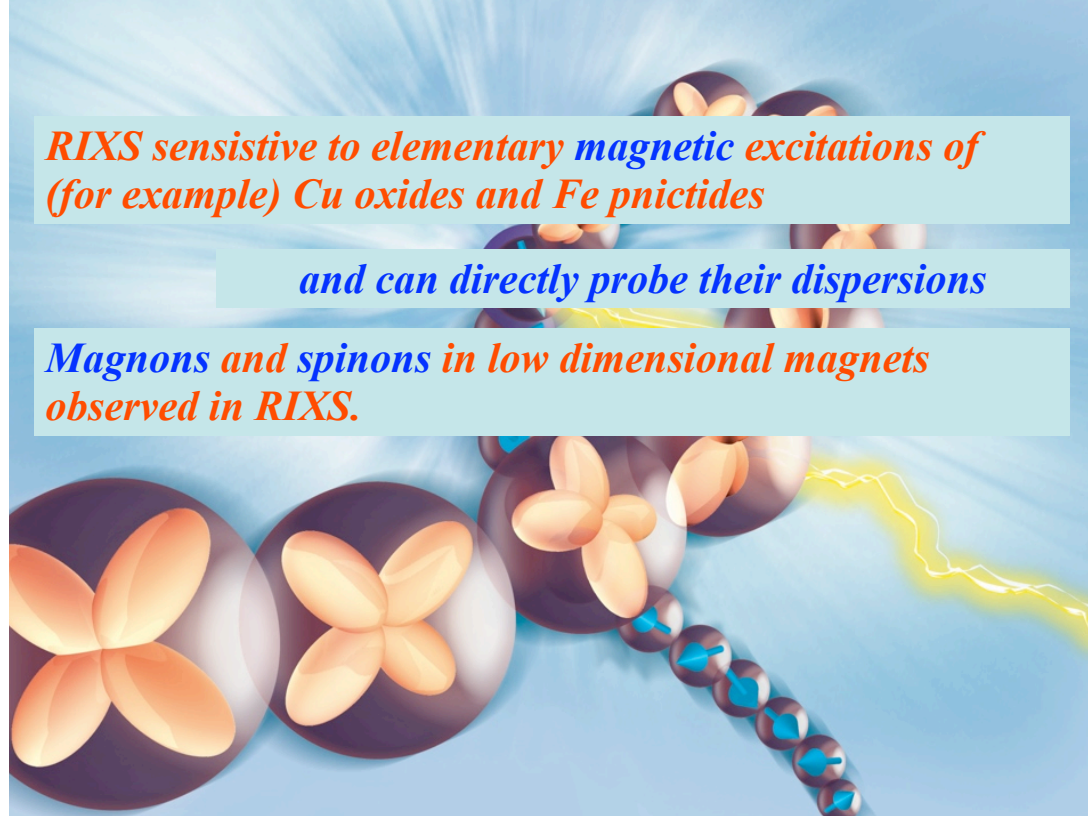 RIXS sensistive to elementary magnetic excitations of
(for example) Cu oxides and Fe pnictides
and can directly probe their dispersions
Magnons and spinons in low dimensional magnets
observed in RIXS.